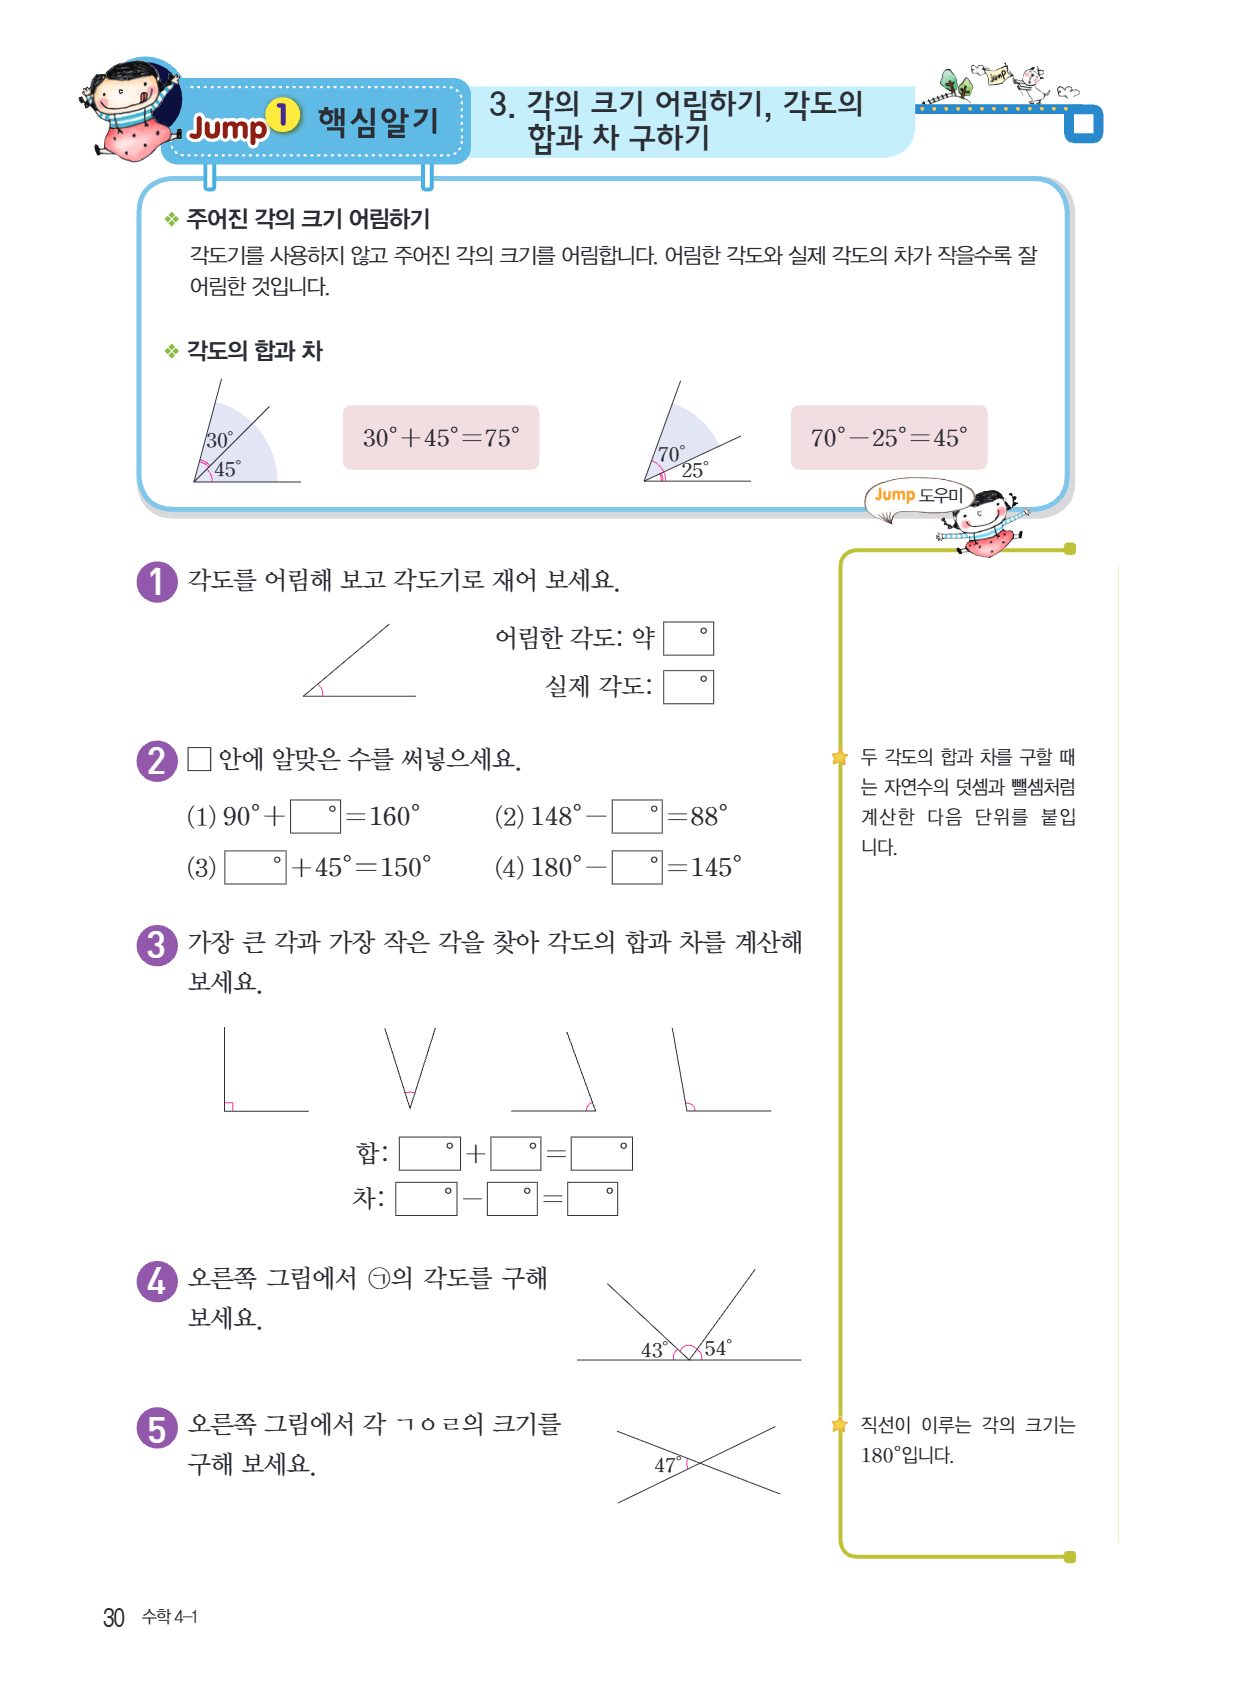 Jump 1 핵심알기
3. 각의 크기 어림하기, 각도의
합과 차 구하기
Jump
❖ 주어진 각의 크기 어림하기
각도기를 사용하지 않고 주어진 각의 크기를 어림합니다. 어림한 각도와 실제 각도의 차가 작을수록 잘
어림한 것입니다.
❖ 각도의 합과 차
30°
45°
30°+45°=75°
70°
25°
70°-25°=45°
Jump 도우미
1 각도를 어림해 보고 각도기로 재어 보세요.
어림한 각도: 약 □°
실제 각도: □°
2 □ 안에 알맞은 수를 써넣으세요.
(1) 90°+□°=160° (2) 148°-□°=88°
(3) □°+45°=150° (4) 180°-□°=145°
두 각도의 합과 차를 구할 때
는 자연수의 덧셈과 뺄셈처럼
계산한 다음 단위를 붙입
니다.
3 가장 큰 각과 가장 작은 각을 찾아 각도의 합과 차를 계산해
보세요.
합: □°+□°=□°
차: □°-□°=□°
4 오른쪽 그림에서 ㉠의 각도를 구해
보세요.
43° 54°
5 오른쪽 그림에서 각 ㄱㅇㄹ의 크기를
구해 보세요.
47°
직선이 이루는 각의 크기는
180°입니다.
30 수학 4-1